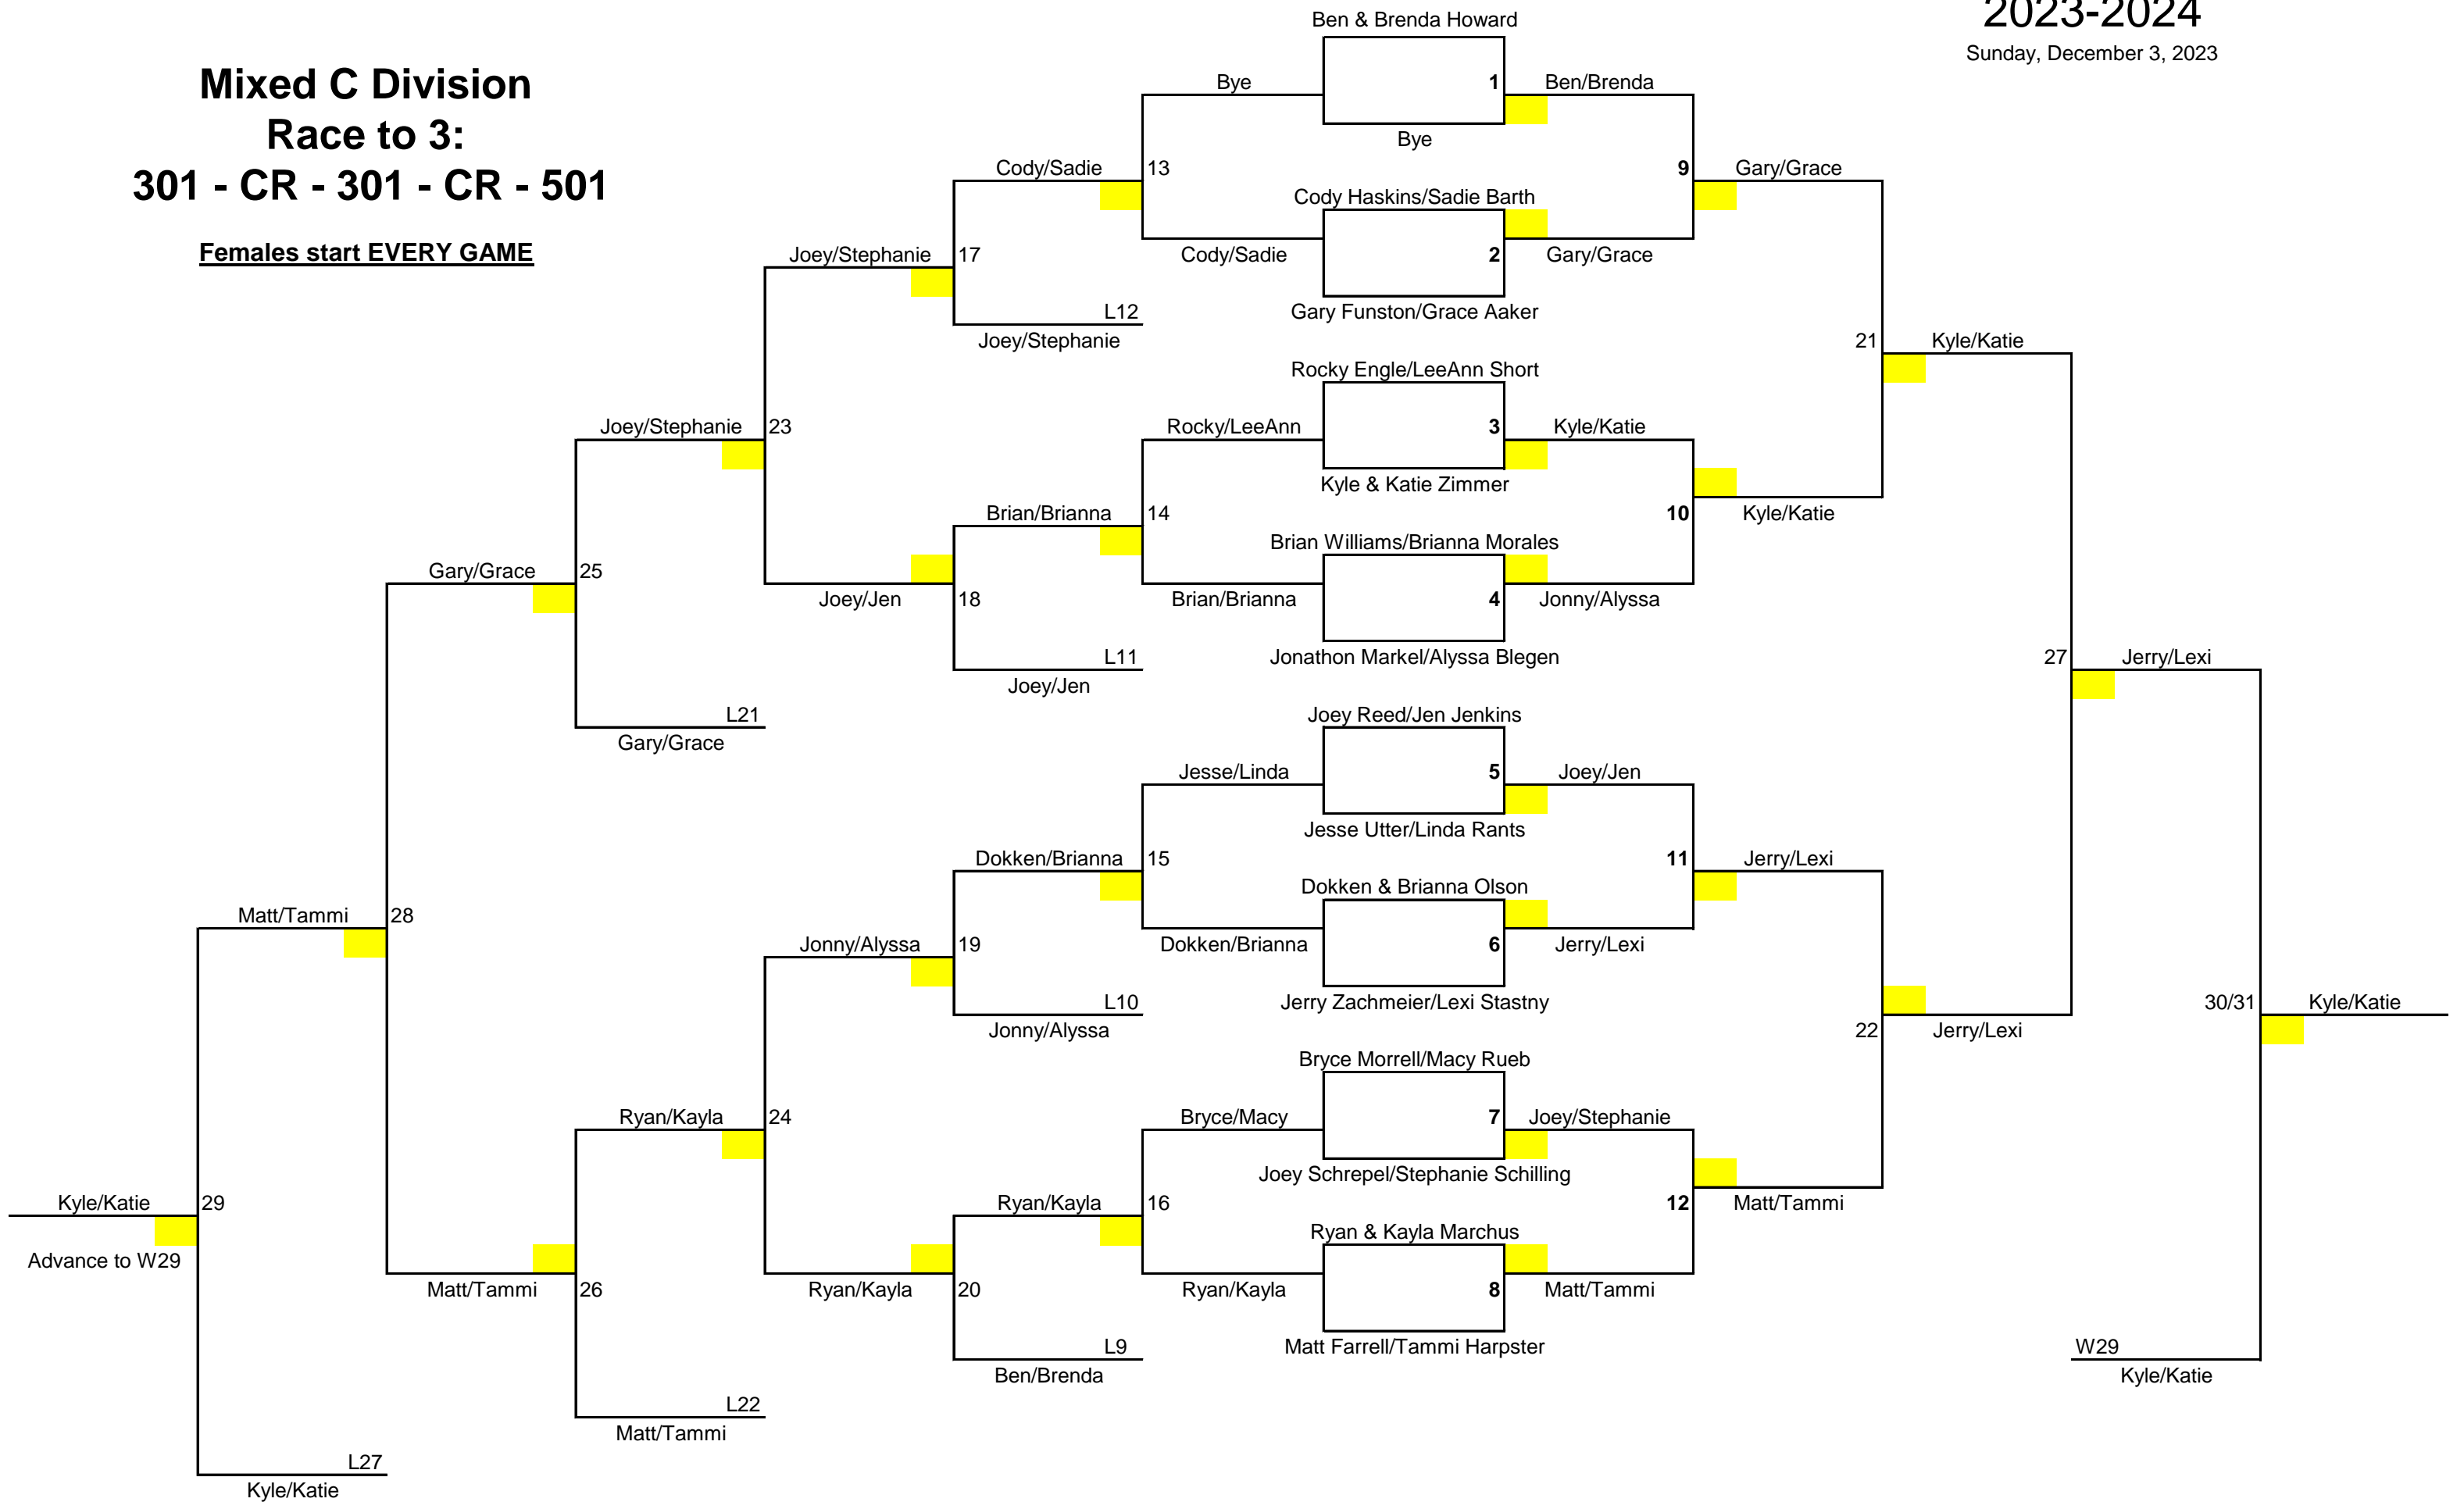 2023-2024
Sunday, December 3, 2023
Mixed C Division
Race to 3:
301 - CR - 301 - CR - 501
Females start EVERY GAME
Ben & Brenda Howard
Bye
1
Ben/Brenda
Bye
Cody/Sadie
13
9
Gary/Grace
Cody Haskins/Sadie Barth
Joey/Stephanie
17
Cody/Sadie
2
Gary/Grace
L12
Gary Funston/Grace Aaker
Joey/Stephanie
21
Kyle/Katie
Rocky Engle/LeeAnn Short
Joey/Stephanie
23
Rocky/LeeAnn
3
Kyle/Katie
Kyle & Katie Zimmer
Brian/Brianna
14
10
Kyle/Katie
Brian Williams/Brianna Morales
Gary/Grace
25
Joey/Jen
18
Brian/Brianna
4
Jonny/Alyssa
L11
Jonathon Markel/Alyssa Blegen
27
Jerry/Lexi
Joey/Jen
L21
Joey Reed/Jen Jenkins
Gary/Grace
Jesse/Linda
5
Joey/Jen
Jesse Utter/Linda Rants
Dokken/Brianna
15
11
Jerry/Lexi
Dokken & Brianna Olson
Matt/Tammi
28
Jonny/Alyssa
19
Dokken/Brianna
6
Jerry/Lexi
L10
Jerry Zachmeier/Lexi Stastny
30/31
Kyle/Katie
Jonny/Alyssa
22
Jerry/Lexi
Bryce Morrell/Macy Rueb
Ryan/Kayla
24
Bryce/Macy
7
Joey/Stephanie
Joey Schrepel/Stephanie Schilling
Kyle/Katie
29
Ryan/Kayla
16
12
Matt/Tammi
Ryan & Kayla Marchus
Advance to W29
Matt/Tammi
26
Ryan/Kayla
20
Ryan/Kayla
8
Matt/Tammi
L9
Matt Farrell/Tammi Harpster
W29
Ben/Brenda
Kyle/Katie
L22
Matt/Tammi
L27
Kyle/Katie